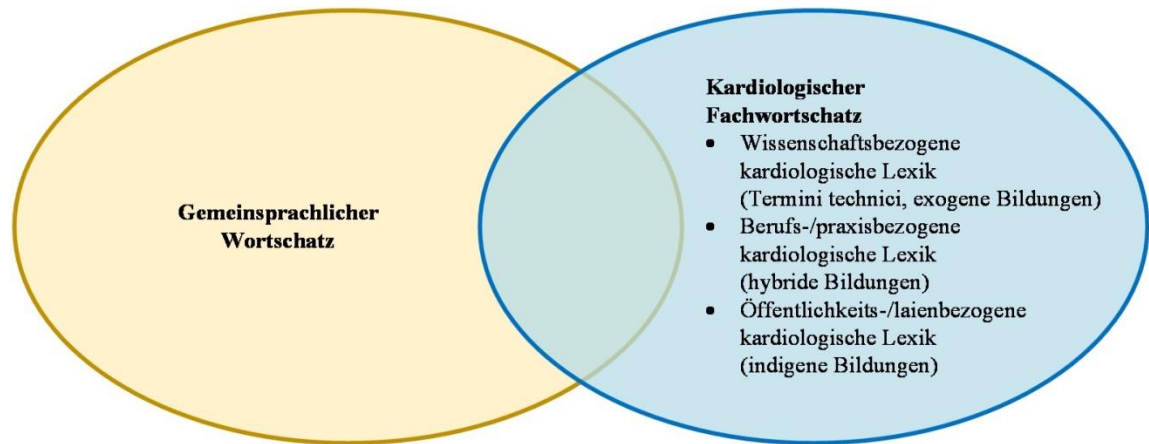 Gemeinsprachlicher
Wortschatz
Kardiologischer
Fachwortschatz
• Wissenschaftsbezogene
kardiologische Lexik
(Termini technici, exogene Bildungen)
• Berufs-/praxisbezogene
kardiologische Lexik
(hybride Bildungen)
• Öffentlichkeits-/laienbezogene
kardiologische Lexik
(indigene Bildungen)